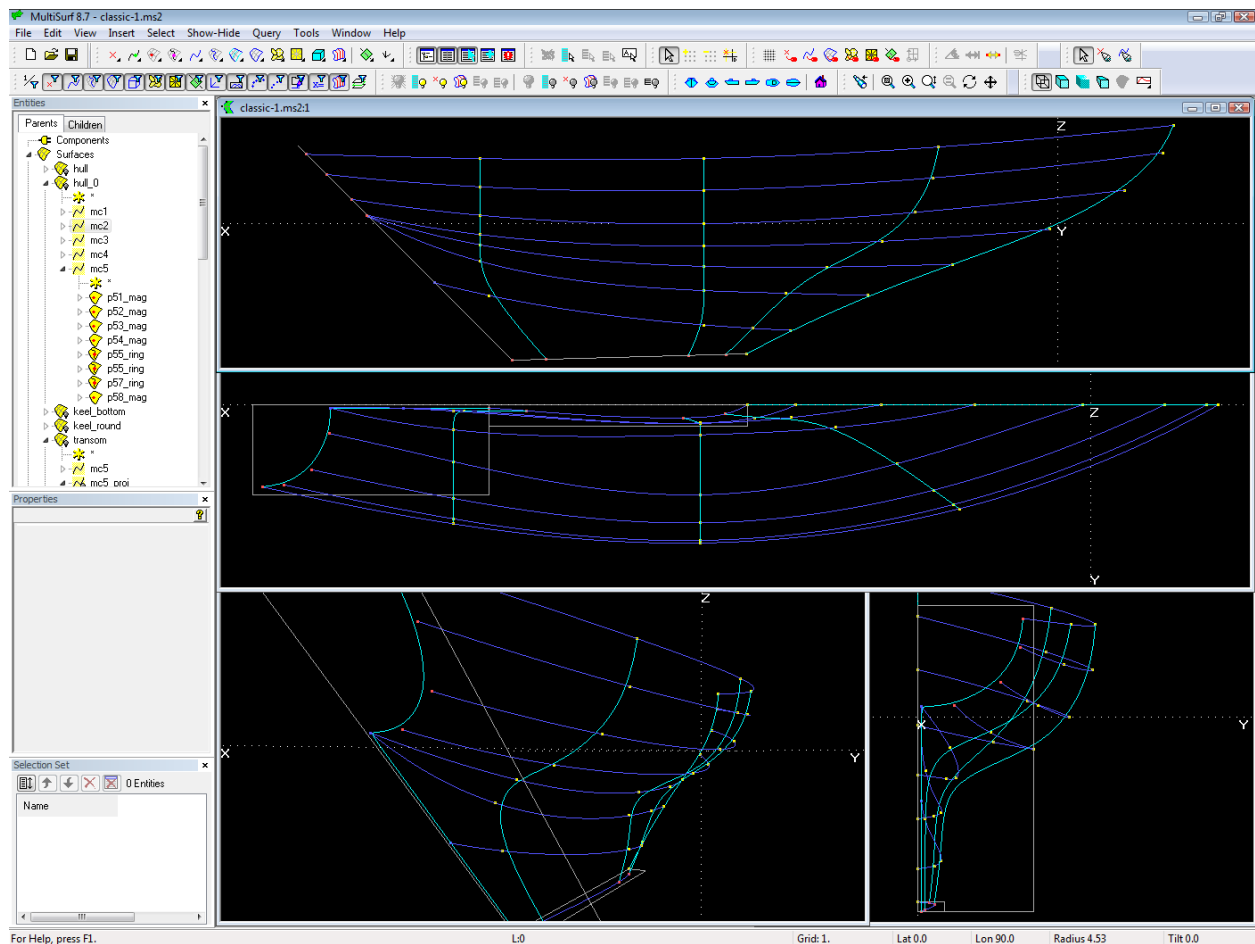 MultiSurf 8.7 - classic-1.ms2
File Edit View Insert Select Show-Hide Query Tools Window Help
Entities
Parents Children
Components
Surfaces
hull
hull_0
*
mc1
mc2
mc3
mc4
mc5
*
p51_mag
p52_mag
p53_mag
p54_mag
p55_ring
p55_ring
p57_ring
p58_mag
keel_bottom
keel_round
transom
*
mc5
mc5_proj
Properties
Selection Set
0 Entities
Name
classic-1.ms2:1
Z
X
Y
X
Z
Y
Z
X
Y
X
Y
For Help, press F1. L:0 Grid: 1. Lat 0.0 Lon 90.0 Radius 4.53 Tilt 0.0